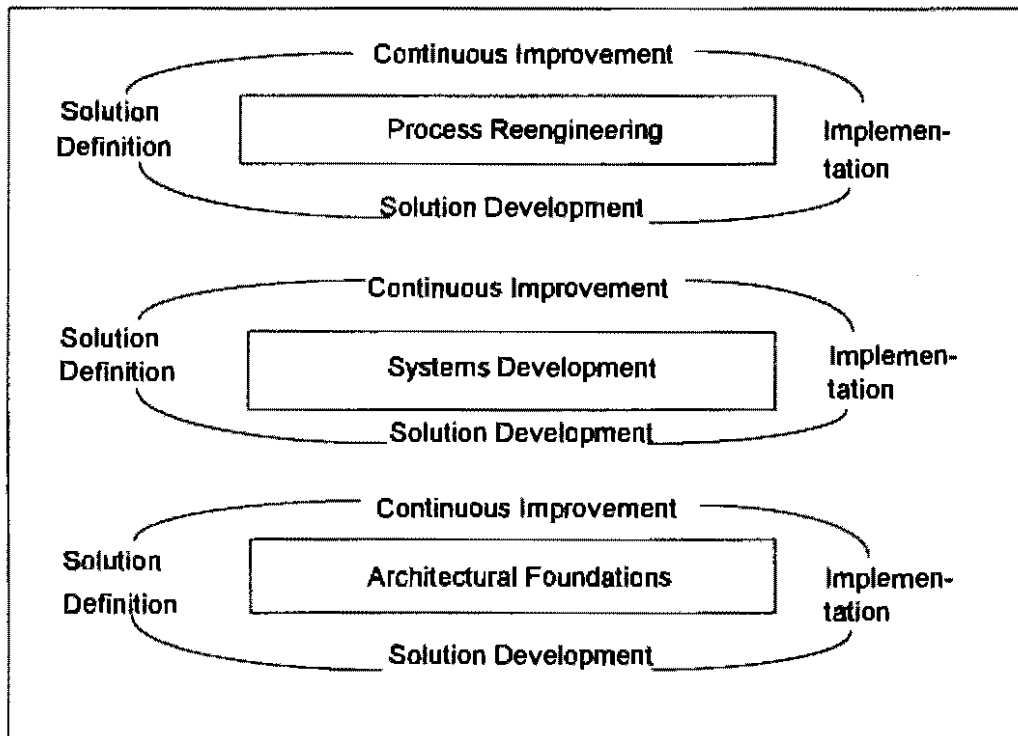 Continuous Improvement
Solution
Definition
Process Reengineering
Implemen-
tation
Solution Development
Continuous Improvement
Solution
Definition
Systems Development
Implemen-
tation
Solution Development
Continuous Improvement
Solution
Definition
Architectural Foundations
Implemen-
tation
Solution Development